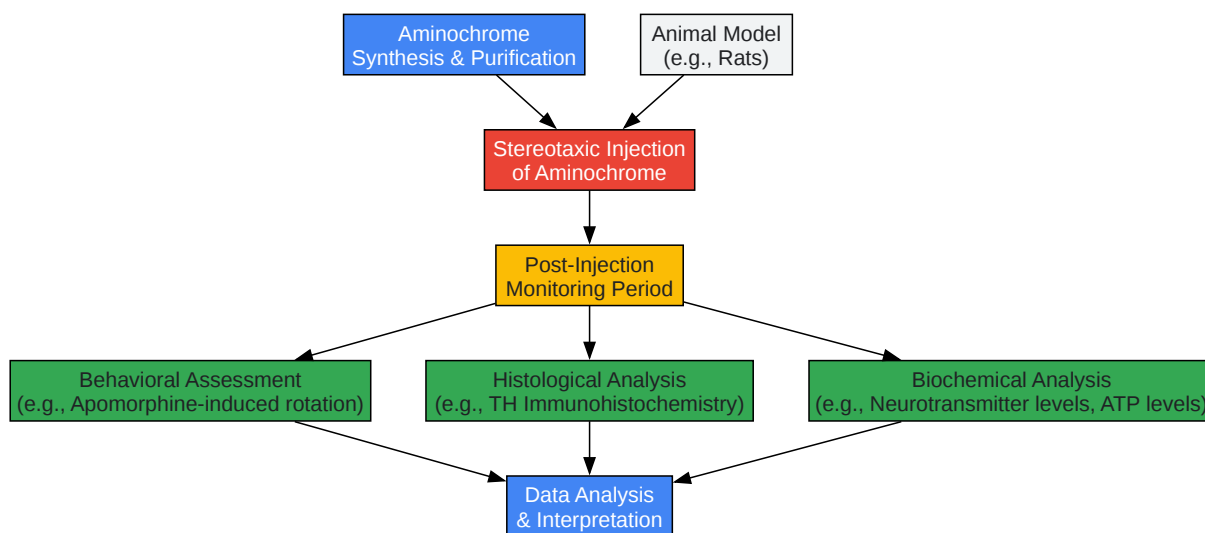 Aminochrome
Synthesis & Purification
Animal Model
(e.g., Rats)
Stereotaxic Injection
of Aminochrome
Post-Injection
Monitoring Period
Behavioral Assessment
(e.g., Apomorphine-induced rotation)
Histological Analysis
(e.g., TH Immunohistochemistry)
Biochemical Analysis
(e.g., Neurotransmitter levels, ATP levels)
Data Analysis
& Interpretation